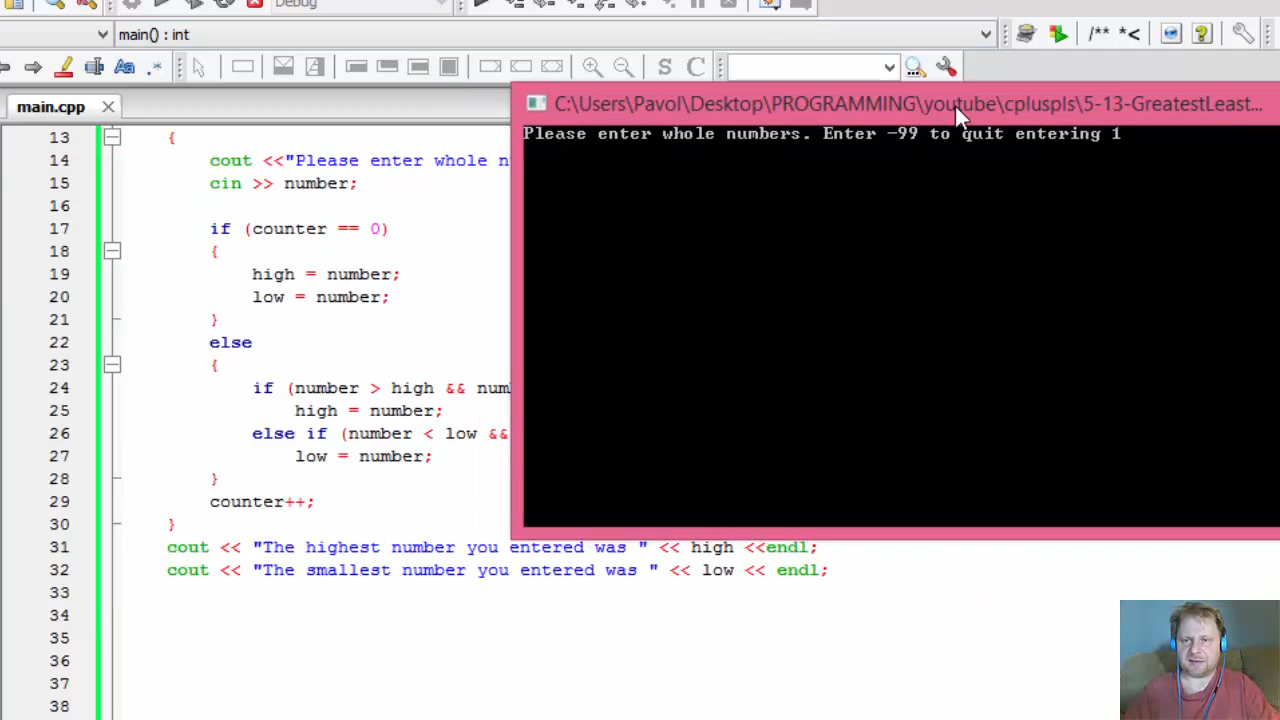 Debug
main() : int
/** *<
main.cpp
C:\Users\Pavol\Desktop\PROGRAMMING\youtube\cpluspls\5-13-GreatestLeast...
Please enter whole numbers. Enter -99 to quit entering 1
13 {
14 cout <<"Please enter whole n
15 cin >> number;
16
17 if (counter == 0)
18 {
19 high = number;
20 low = number;
21 }
22 else
23 {
24 if (number > high && num
25 high = number;
26 else if (number < low &&
27 low = number;
28 }
29 counter++;
30 }
31 cout << "The highest number you entered was " << high <<endl;
32 cout << "The smallest number you entered was " << low << endl;
33
34
35
36
37
38